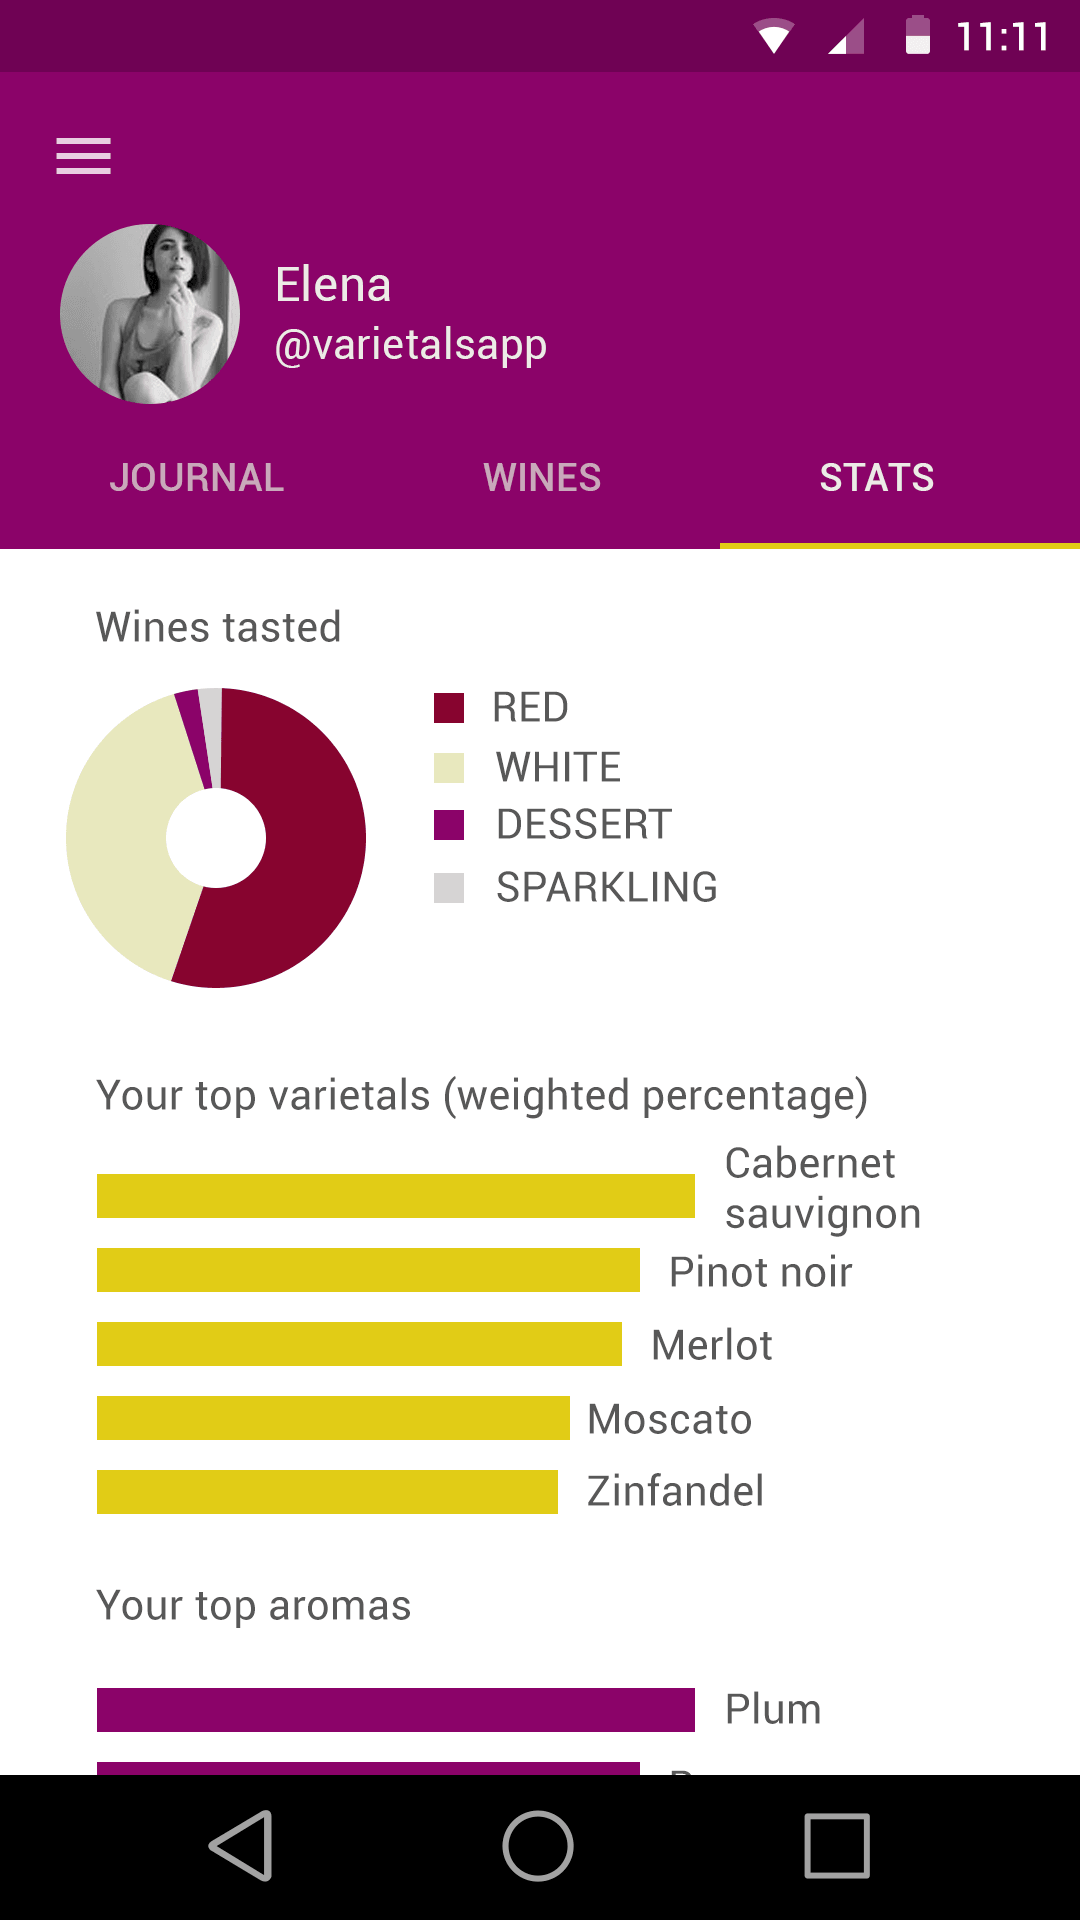 11:11
Elena
@varietalsapp
JOURNAL WINES STATS
Wines tasted
RED
WHITE
DESSERT
SPARKLING
Your top varietals (weighted percentage)
Cabernet
sauvignon
Pinot noir
Merlot
Moscato
Zinfandel
Your top aromas
Plum